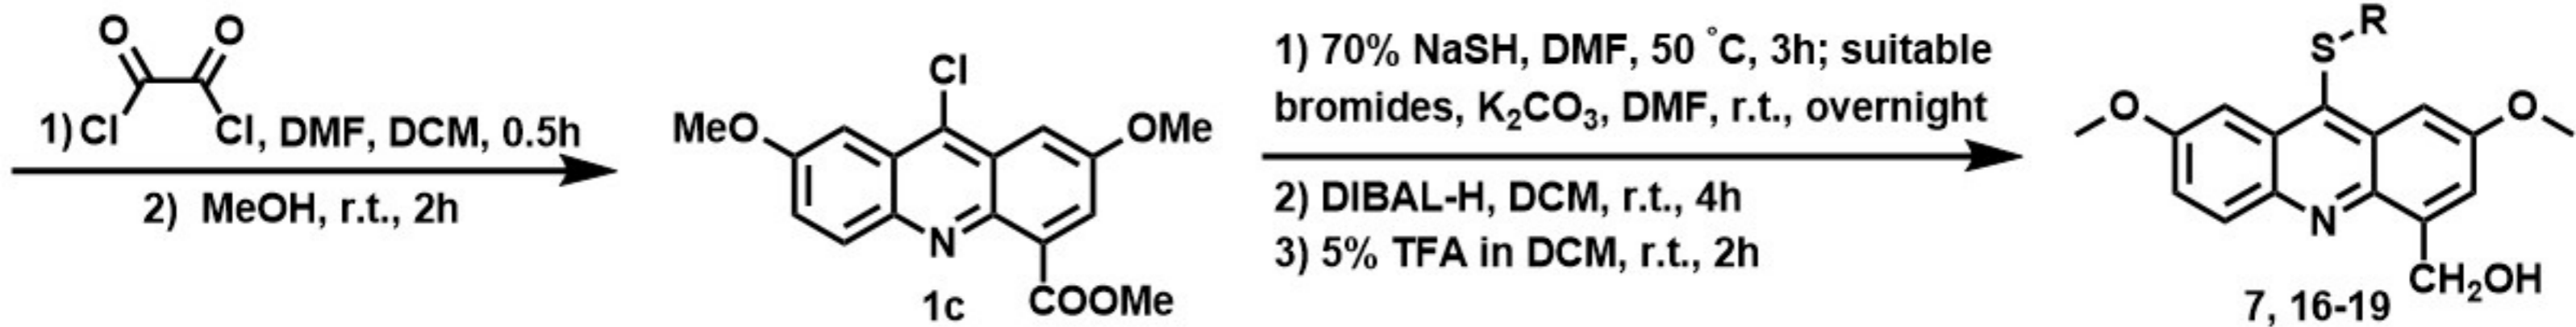 O O
1) Cl Cl, DMF, DCM, 0.5h
2) MeOH, r.t., 2h
Cl
MeO OMe
N
COOMe
1c
1) 70% NaSH, DMF, 50 °C, 3h; suitable
bromides, K₂CO₃, DMF, r.t., overnight
2) DIBAL-H, DCM, r.t., 4h
3) 5% TFA in DCM, r.t., 2h
R
S
O O
N
CH₂OH
7, 16-19